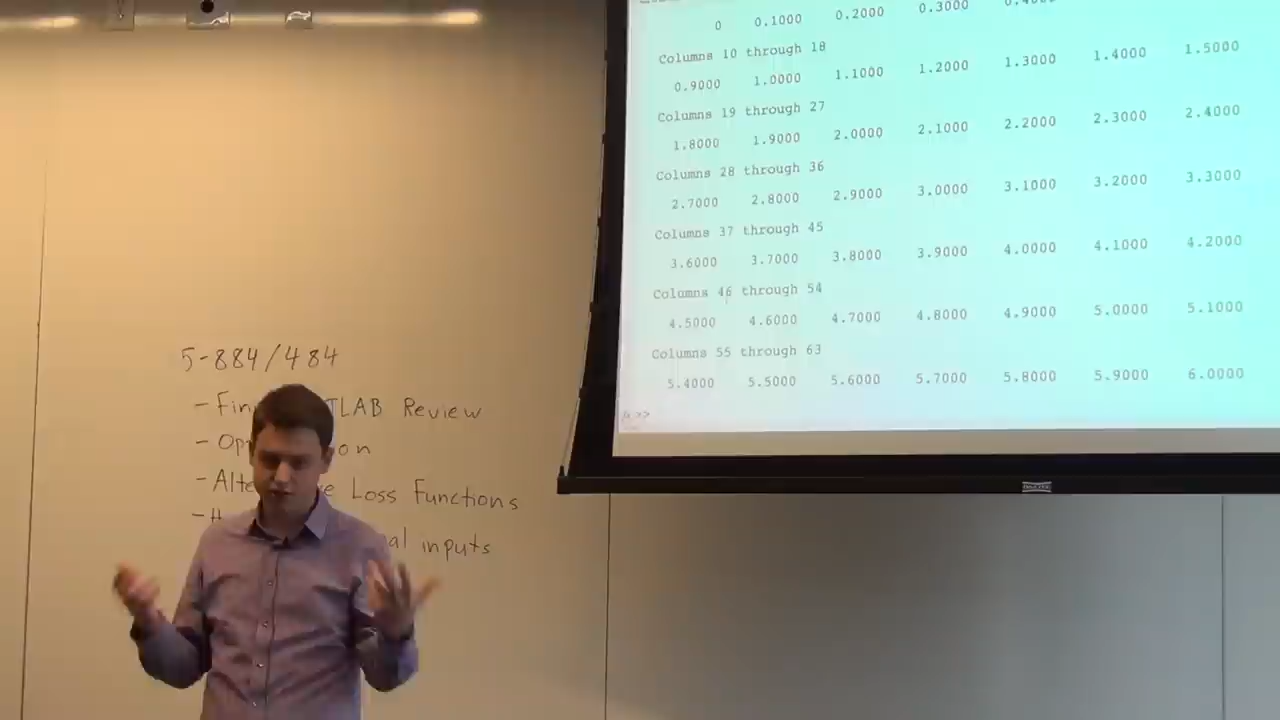 0 0.1000 0.2000 0.3000
Columns 10 through 18
0.9000 1.0000 1.1000 1.2000 1.3000 1.4000 1.5000
Columns 19 through 27
1.8000 1.9000 2.0000 2.1000 2.2000 2.3000 2.4000
Columns 28 through 36
2.7000 2.8000 2.9000 3.0000 3.1000 3.2000 3.3000
Columns 37 through 45
3.6000 3.7000 3.8000 3.9000 4.0000 4.1000 4.2000
Columns 46 through 54
4.5000 4.6000 4.7000 4.8000 4.9000 5.0000 5.1000
Columns 55 through 63
5.4000 5.5000 5.6000 5.7000 5.8000 5.9000 6.0000
>>
5-884/484
- Fin TLAB Review
- Op on
- Alte e Loss Functions
- H al inputs